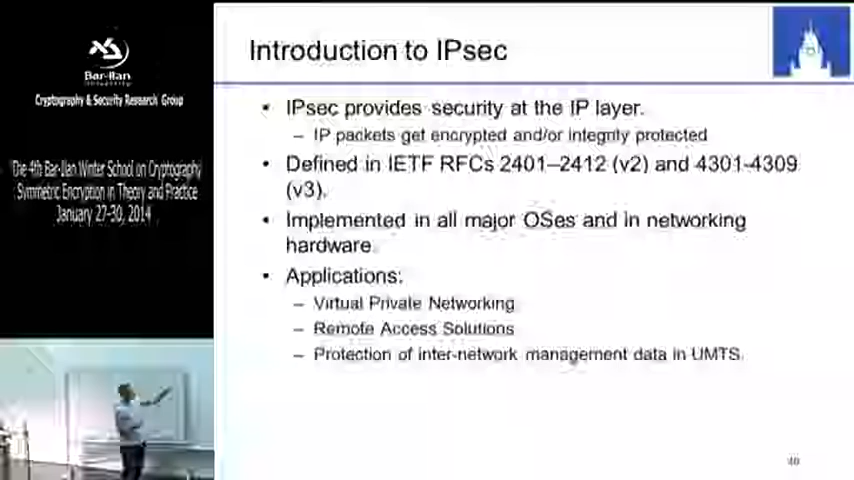 Bar-Ilan
University
Cryptography & Security Research Group
The 4th Bar-Ilan Winter School on Cryptography
Symmetric Encryption in Theory and Practice
January 27-30, 2014
Introduction to IPsec
• IPsec provides security at the IP layer.
– IP packets get encrypted and/or integrity protected
• Defined in IETF RFCs 2401–2412 (v2) and 4301-4309
(v3).
• Implemented in all major OSes and in networking
hardware.
• Applications:
– Virtual Private Networking
– Remote Access Solutions
– Protection of inter-network management data in UMTS.